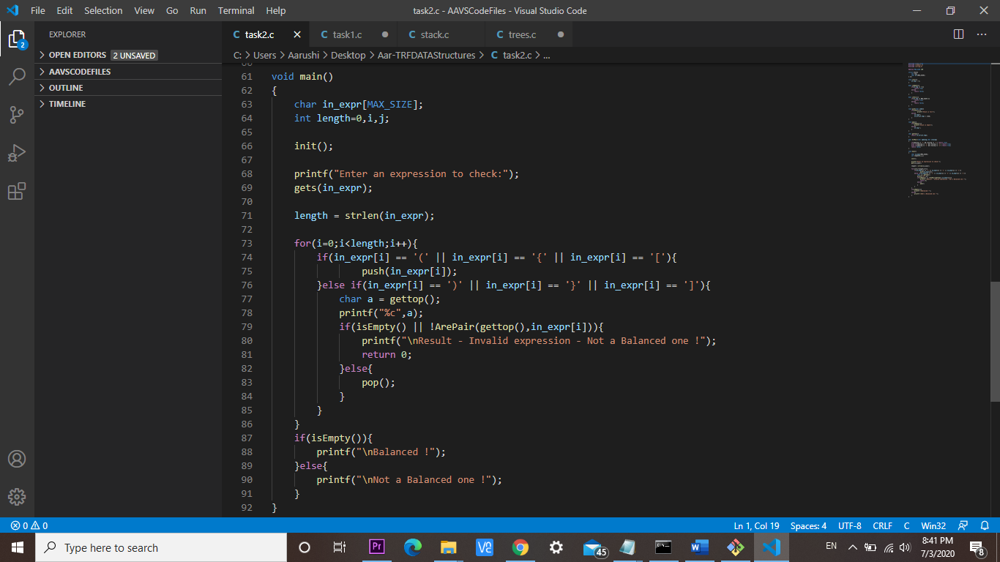 File Edit Selection View Go Run Terminal Help task2.c - AAVSCodeFiles - Visual Studio Code
EXPLORER
OPEN EDITORS 2 UNSAVED
AAVSCODEFILES
OUTLINE
TIMELINE
2
C task2.c C task1.c C stack.c C trees.c
C: > Users > Aarushi > Desktop > Aar-TRFDATAStructures > C task2.c > ...
61 void main()
62 {
63 char in_expr[MAX_SIZE];
64 int length=0,i,j;
65
66 init();
67
68 printf("Enter an expression to check:");
69 gets(in_expr);
70
71 length = strlen(in_expr);
72
73 for(i=0;i<length;i++){
74 if(in_expr[i] == '(' || in_expr[i] == '{' || in_expr[i] == '['){
75 push(in_expr[i]);
76 }else if(in_expr[i] == ')' || in_expr[i] == '}' || in_expr[i] == ']'){
77 char a = gettop();
78 printf("%c",a);
79 if(isEmpty() || !ArePair(gettop(),in_expr[i])){
80 printf("\nResult - Invalid expression - Not a Balanced one !");
81 return 0;
82 }else{
83 pop();
84 }
85 }
86 }
87 if(isEmpty()){
88 printf("\nBalanced !");
89 }else{
90 printf("\nNot a Balanced one !");
91 }
92 }
0 0 Ln 1, Col 19 Spaces: 4 UTF-8 CRLF C Win32
Type here to search Pr V2 45 W EN 8:41 PM
7/3/2020 8